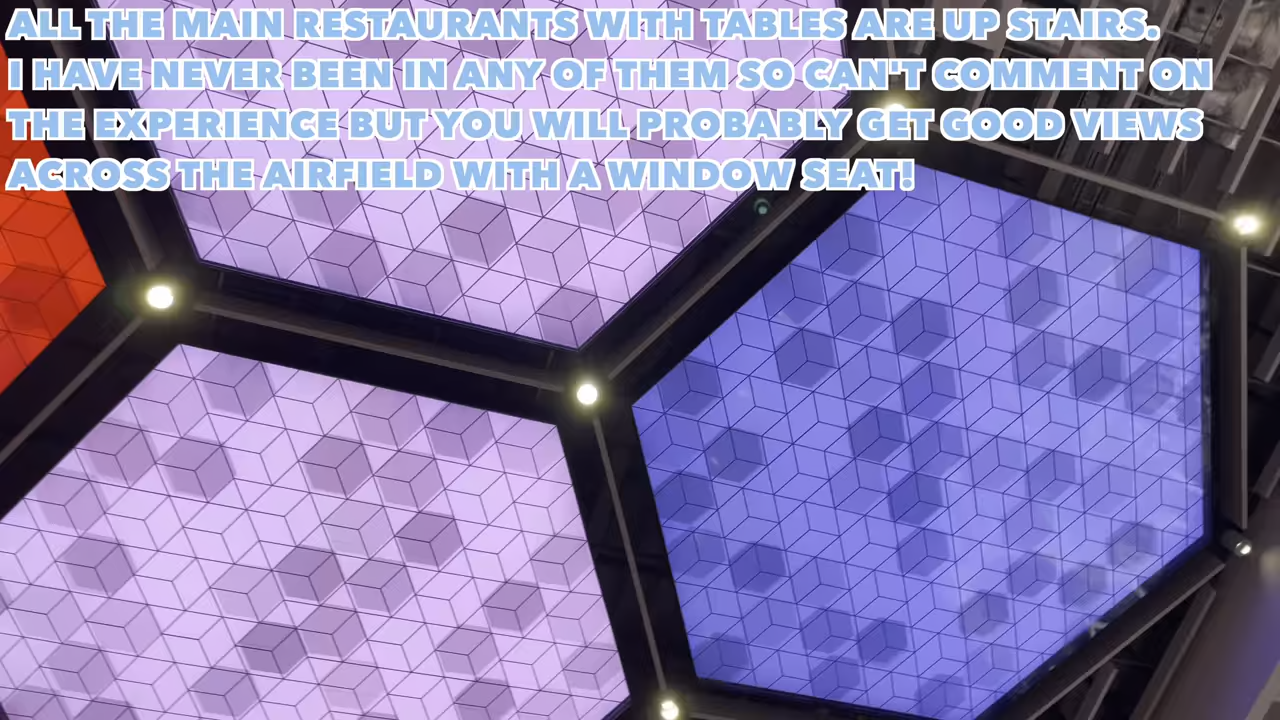 ALL THE MAIN RESTAURANTS WITH TABLES ARE UP STAIRS.
I HAVE NEVER BEEN IN ANY OF THEM SO CAN'T COMMENT ON
THE EXPERIENCE BUT YOU WILL PROBABLY GET GOOD VIEWS
ACROSS THE AIRFIELD WITH A WINDOW SEAT!